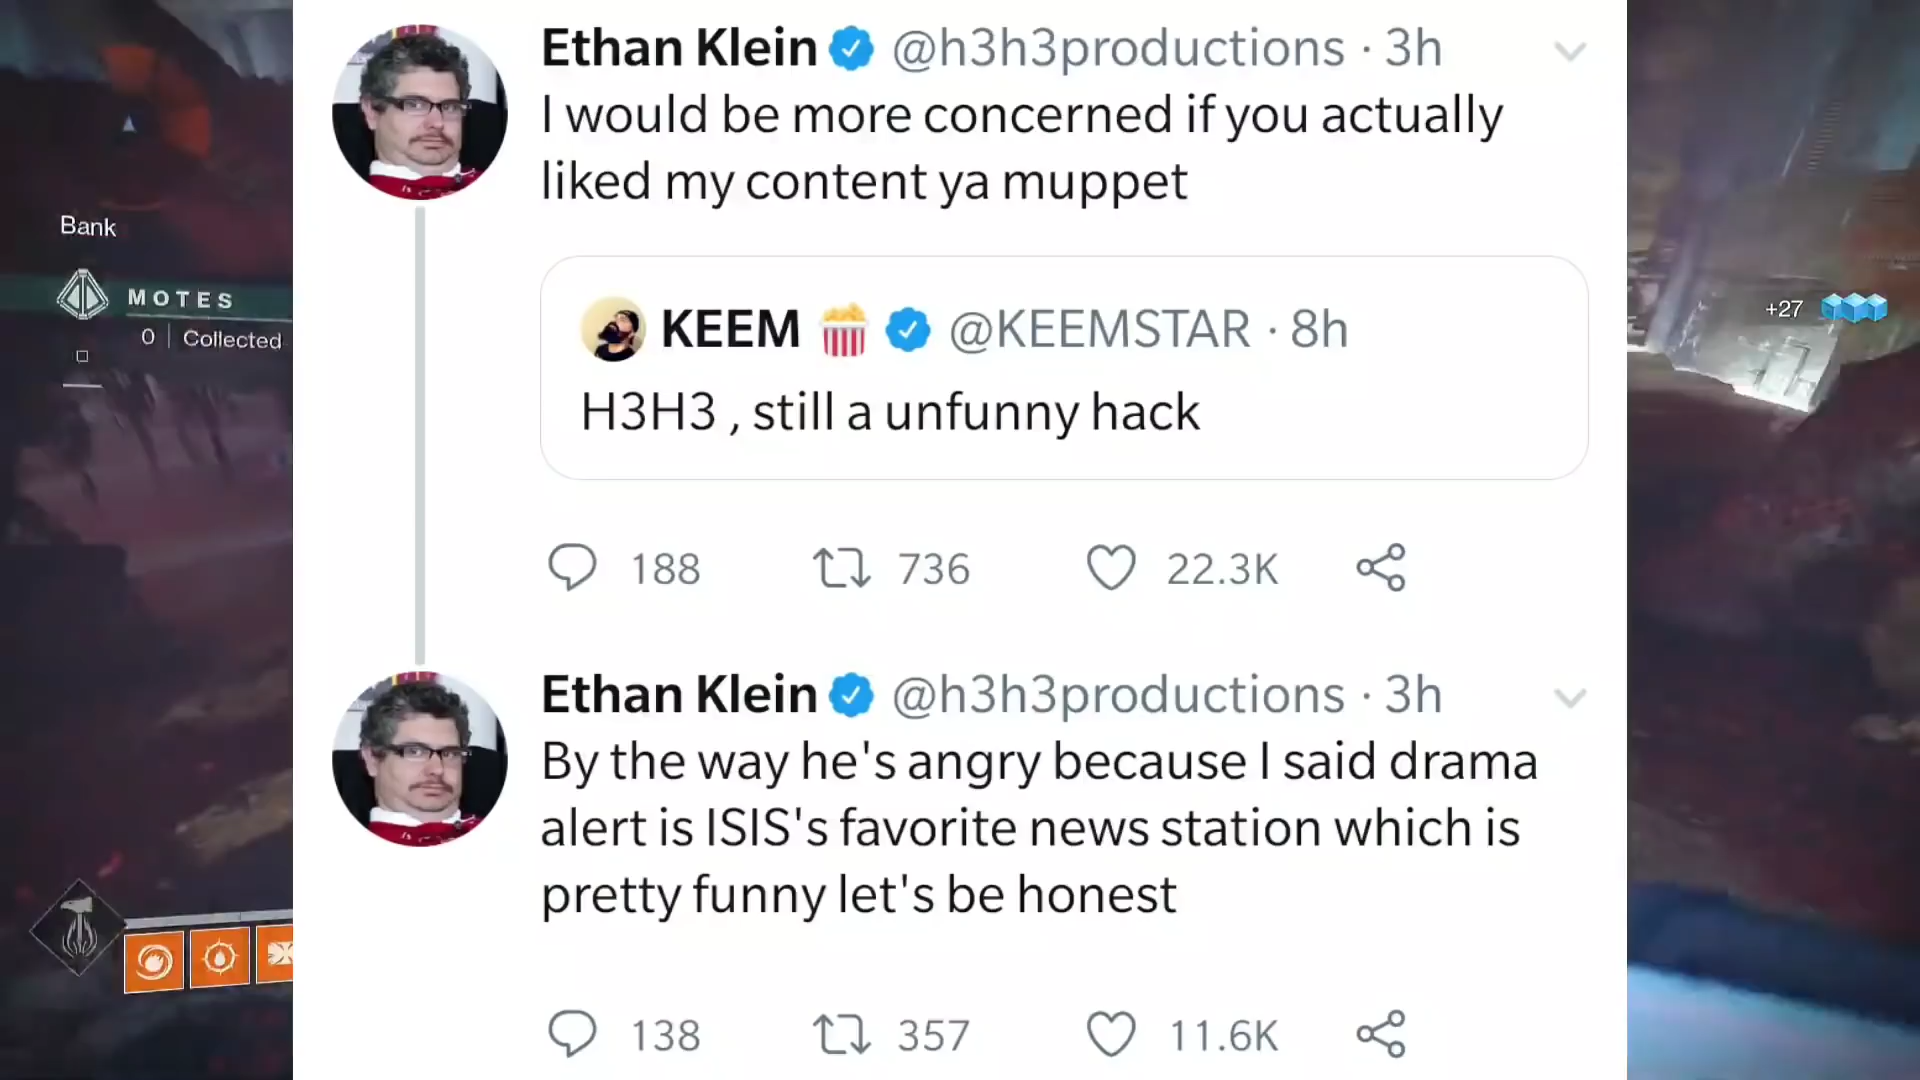 Ethan Klein @h3h3productions · 3h
I would be more concerned if you actually
liked my content ya muppet
KEEM 🍿 @KEEMSTAR · 8h
H3H3 , still a unfunny hack
188 736 22.3K
Ethan Klein @h3h3productions · 3h
By the way he's angry because I said drama
alert is ISIS's favorite news station which is
pretty funny let's be honest
138 357 11.6K
Bank
MOTES
0 | Collected
+27